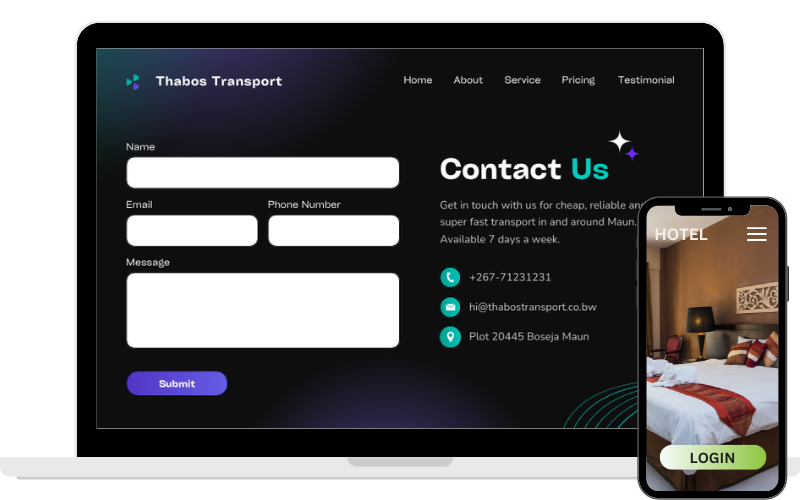 Thabos Transport
Home About Service Pricing Testimonial
Name
Email Phone Number
Message
Submit
Contact Us
Get in touch with us for cheap, reliable and
super fast transport in and around Maun.
Available 7 days a week.
+267-71231231
hi@thabostransport.co.bw
Plot 20445 Boseja Maun
HOTEL
LOGIN